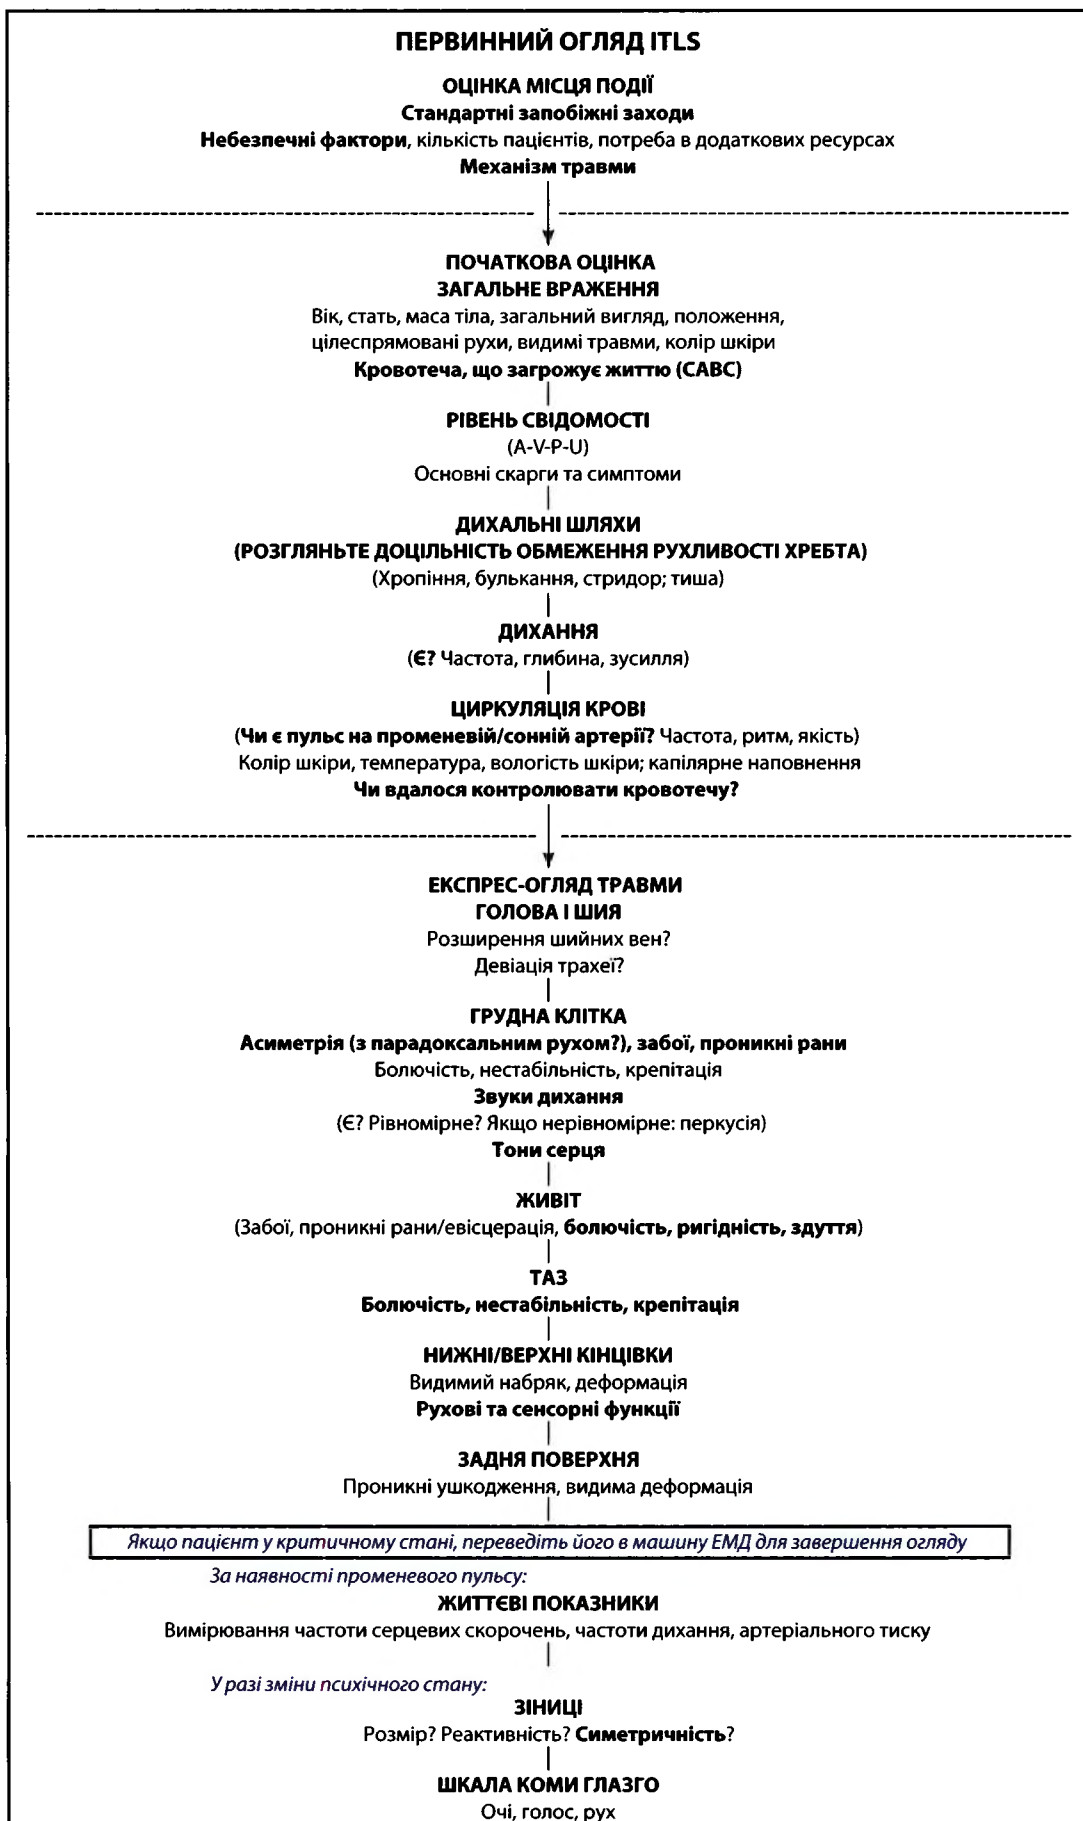 ПЕРВИННИЙ ОГЛЯД ITLS
ОЦІНКА МІСЦЯ ПОДІЇ
Стандартні запобіжні заходи
Небезпечні фактори, кількість пацієнтів, потреба в додаткових ресурсах
Механізм травми
ПОЧАТКОВА ОЦІНКА
ЗАГАЛЬНЕ ВРАЖЕННЯ
Вік, стать, маса тіла, загальний вигляд, положення,
цілеспрямовані рухи, видимі травми, колір шкіри
Кровотеча, що загрожує життю (САВС)
РІВЕНЬ СВІДОМОСТІ
(A-V-P-U)
Основні скарги та симптоми
ДИХАЛЬНІ ШЛЯХИ
(РОЗГЛЯНЬТЕ ДОЦІЛЬНІСТЬ ОБМЕЖЕННЯ РУХЛИВОСТІ ХРЕБТА)
(Хропіння, булькання, стридор; тиша)
ДИХАННЯ
(Є? Частота, глибина, зусилля)
ЦИРКУЛЯЦІЯ КРОВІ
(Чи є пульс на променевій/сонній артерії? Частота, ритм, якість)
Колір шкіри, температура, вологість шкіри; капілярне наповнення
Чи вдалося контролювати кровотечу?
ЕКСПРЕС-ОГЛЯД ТРАВМИ
ГОЛОВА І ШИЯ
Розширення шийних вен?
Девіація трахеї?
ГРУДНА КЛІТКА
Асиметрія (з парадоксальним рухом?), забої, проникні рани
Болючість, нестабільність, крепітація
Звуки дихання
(Є? Рівномірне? Якщо нерівномірне: перкусія)
Тони серця
ЖИВІТ
(Забої, проникні рани/евісцерація, болючість, ригідність, здуття)
ТАЗ
Болючість, нестабільність, крепітація
НИЖНІ/ВЕРХНІ КІНЦІВКИ
Видимий набряк, деформація
Рухові та сенсорні функції
ЗАДНЯ ПОВЕРХНЯ
Проникні ушкодження, видима деформація
Якщо пацієнт у критичному стані, переведіть його в машину ЕМД для завершення огляду
За наявності променевого пульсу:
ЖИТТЄВІ ПОКАЗНИКИ
Вимірювання частоти серцевих скорочень, частоти дихання, артеріального тиску
У разі зміни психічного стану:
ЗІНИЦІ
Розмір? Реактивність? Симетричність?
ШКАЛА КОМИ ГЛАЗГО
Очі, голос, рух